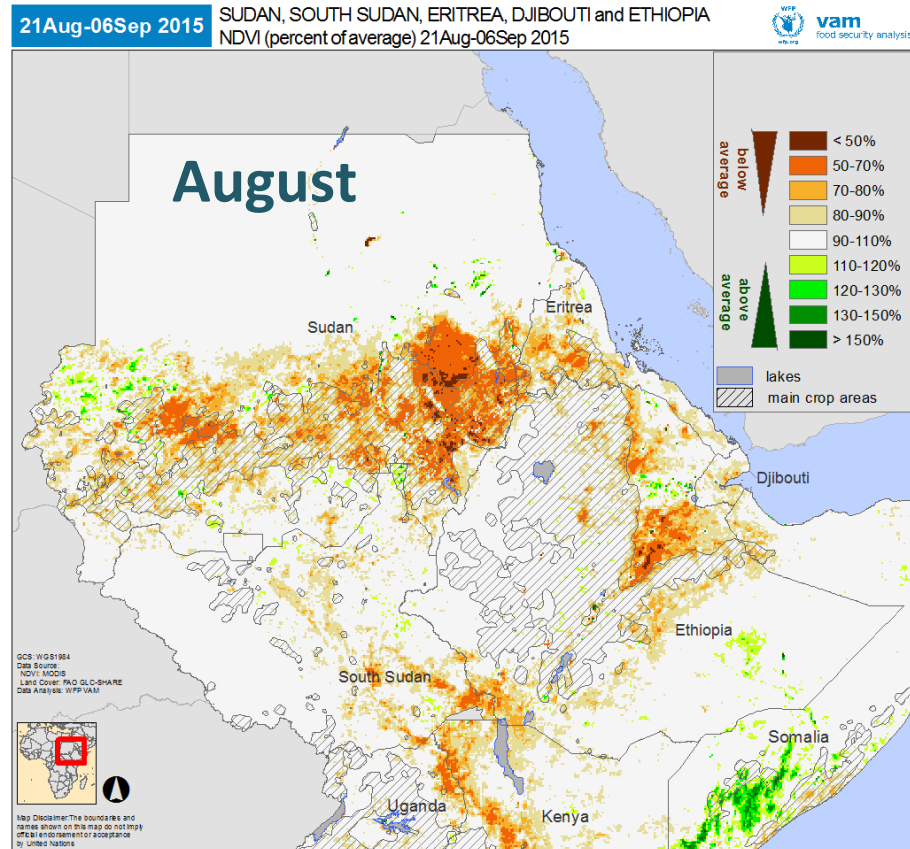 21Aug-06Sep 2015
SUDAN, SOUTH SUDAN, ERITREA, DJIBOUTI and ETHIOPIA
NDVI (percent of average) 21Aug-06Sep 2015
WFP
wfp.org
vam
food security analysis
August
below
average
above
average
< 50%
50-70%
70-80%
80-90%
90-110%
110-120%
120-130%
130-150%
> 150%
lakes
main crop areas
Sudan
Eritrea
Djibouti
Ethiopia
South Sudan
Somalia
Uganda
Kenya
GCS: WGS1984
Data Source:
NDVI: MODIS
Land Cover: FAO GLC-SHARE
Data Analysis: WFP VAM
Map Disclaimer:The boundaries and
names shown on this map do not imply
official endorsement or acceptance
by United Nations